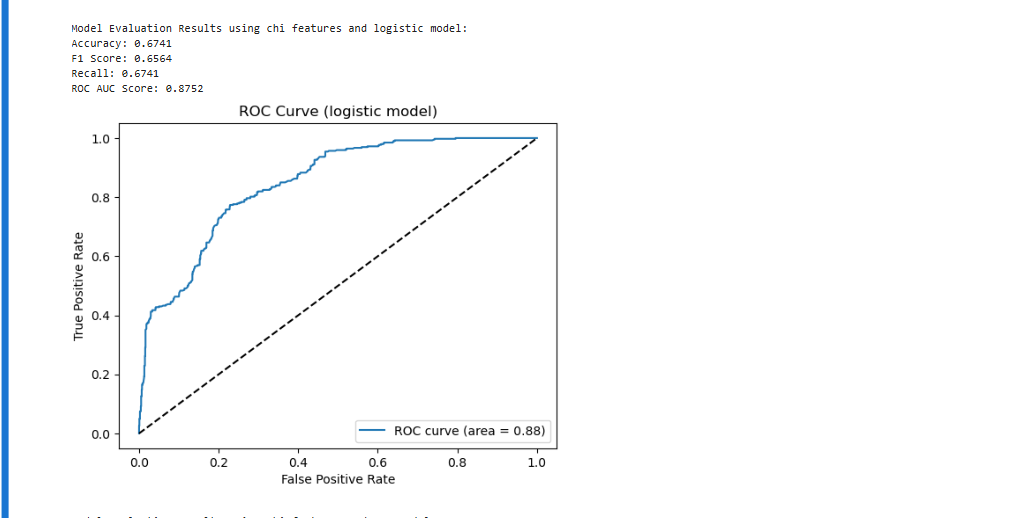 Model Evaluation Results using chi features and logistic model:
Accuracy: 0.6741
F1 Score: 0.6564
Recall: 0.6741
ROC AUC Score: 0.8752
ROC Curve (logistic model)
1.0
0.8
0.6
0.4
0.2
0.0
True Positive Rate
ROC curve (area = 0.88)
0.0 0.2 0.4 0.6 0.8 1.0
False Positive Rate